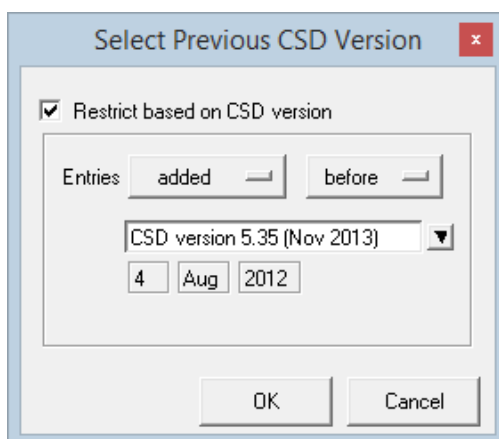 Select Previous CSD Version x
Restrict based on CSD version
Entries added before
CSD version 5.35 (Nov 2013)
4 Aug 2012
OK Cancel